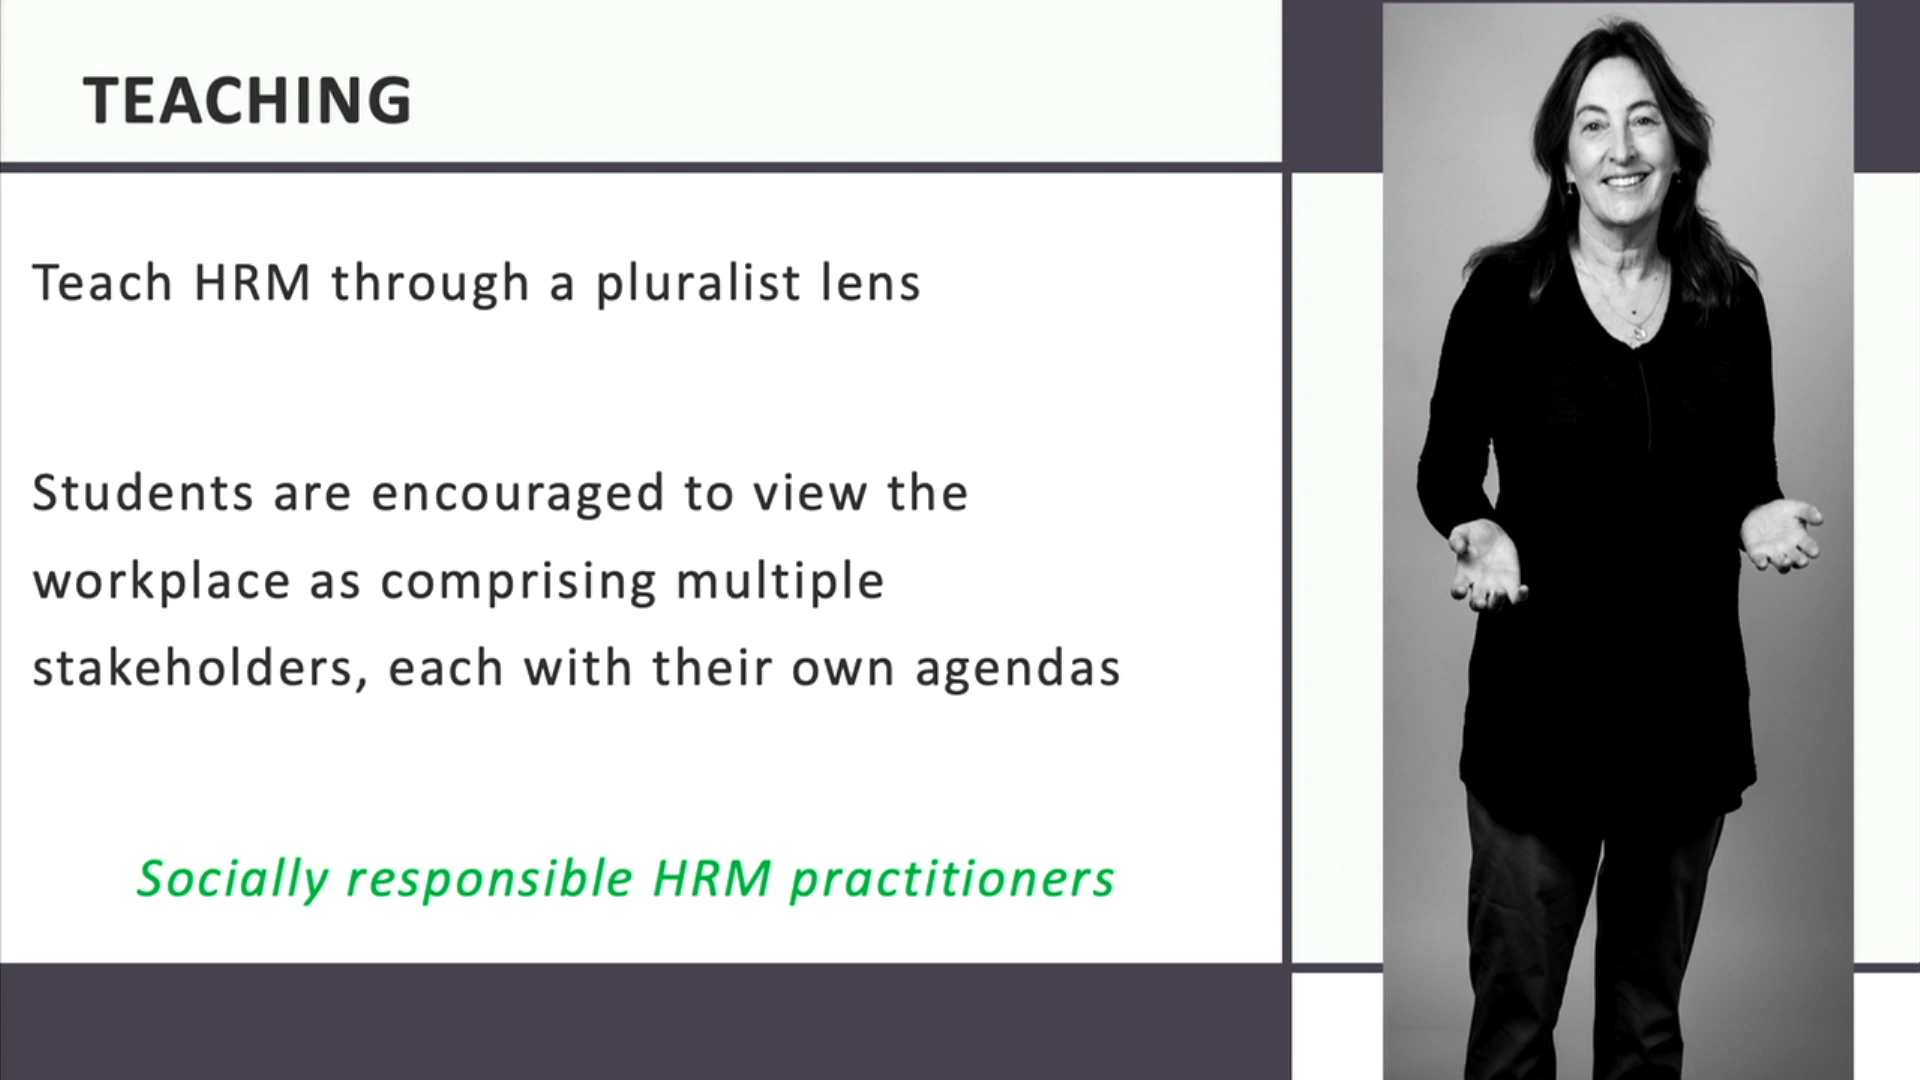 TEACHING
Teach HRM through a pluralist lens
Students are encouraged to view the
workplace as comprising multiple
stakeholders, each with their own agendas
Socially responsible HRM practitioners